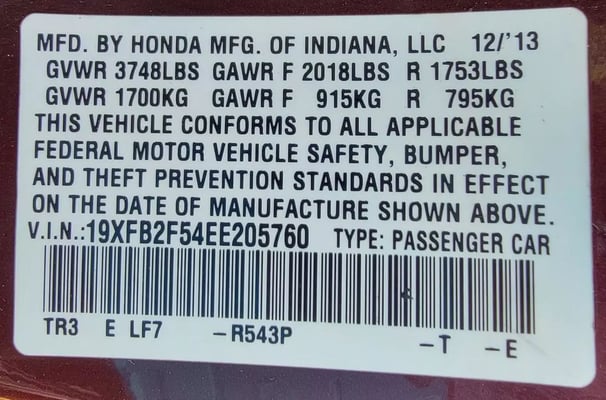 MFD. BY HONDA MFG. OF INDIANA, LLC 12/'13
GVWR 3748LBS GAWR F 2018LBS R 1753LBS
GVWR 1700KG GAWR F 915KG R 795KG
THIS VEHICLE CONFORMS TO ALL APPLICABLE
FEDERAL MOTOR VEHICLE SAFETY, BUMPER,
AND THEFT PREVENTION STANDARDS IN EFFECT
ON THE DATE OF MANUFACTURE SHOWN ABOVE.
V.I.N.:19XFB2F54EE205760 TYPE: PASSENGER CAR
TR3 E LF7 –R543P –T –E